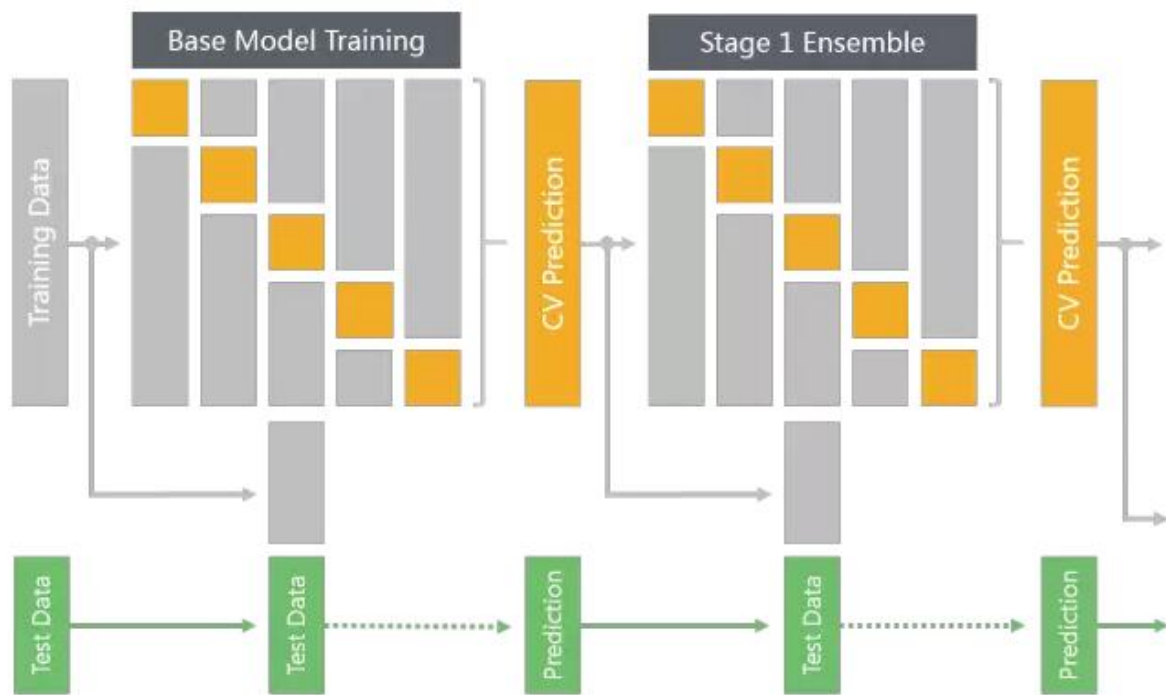 Base Model Training
Stage 1 Ensemble
Training Data
CV Prediction
CV Prediction
Test Data
Test Data
Prediction
Test Data
Prediction